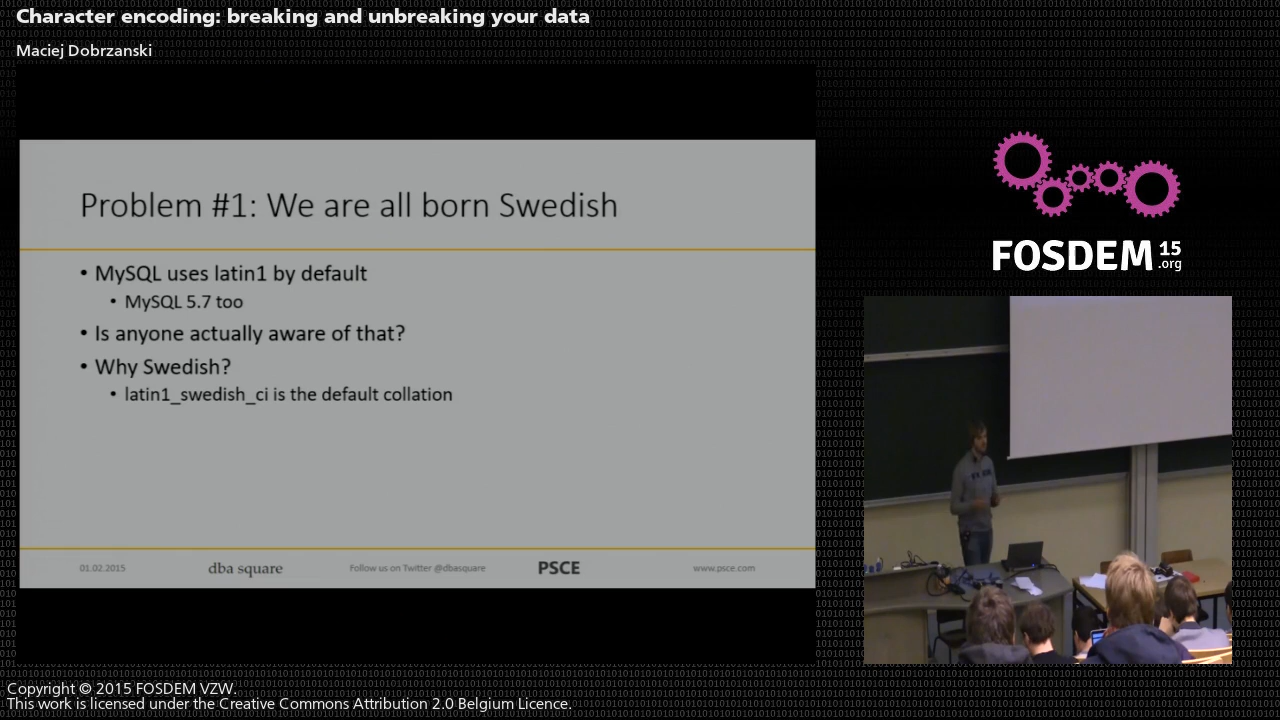 Character encoding: breaking and unbreaking your data
Maciej Dobrzanski
Problem #1: We are all born Swedish
• MySQL uses latin1 by default
• MySQL 5.7 too
• Is anyone actually aware of that?
• Why Swedish?
• latin1_swedish_ci is the default collation
01.02.2015
dba square
Follow us on Twitter @dbasquare
PSCE
www.psce.com
FOSDEM 15
.org
Copyright © 2015 FOSDEM VZW.
This work is licensed under the Creative Commons Attribution 2.0 Belgium Licence.